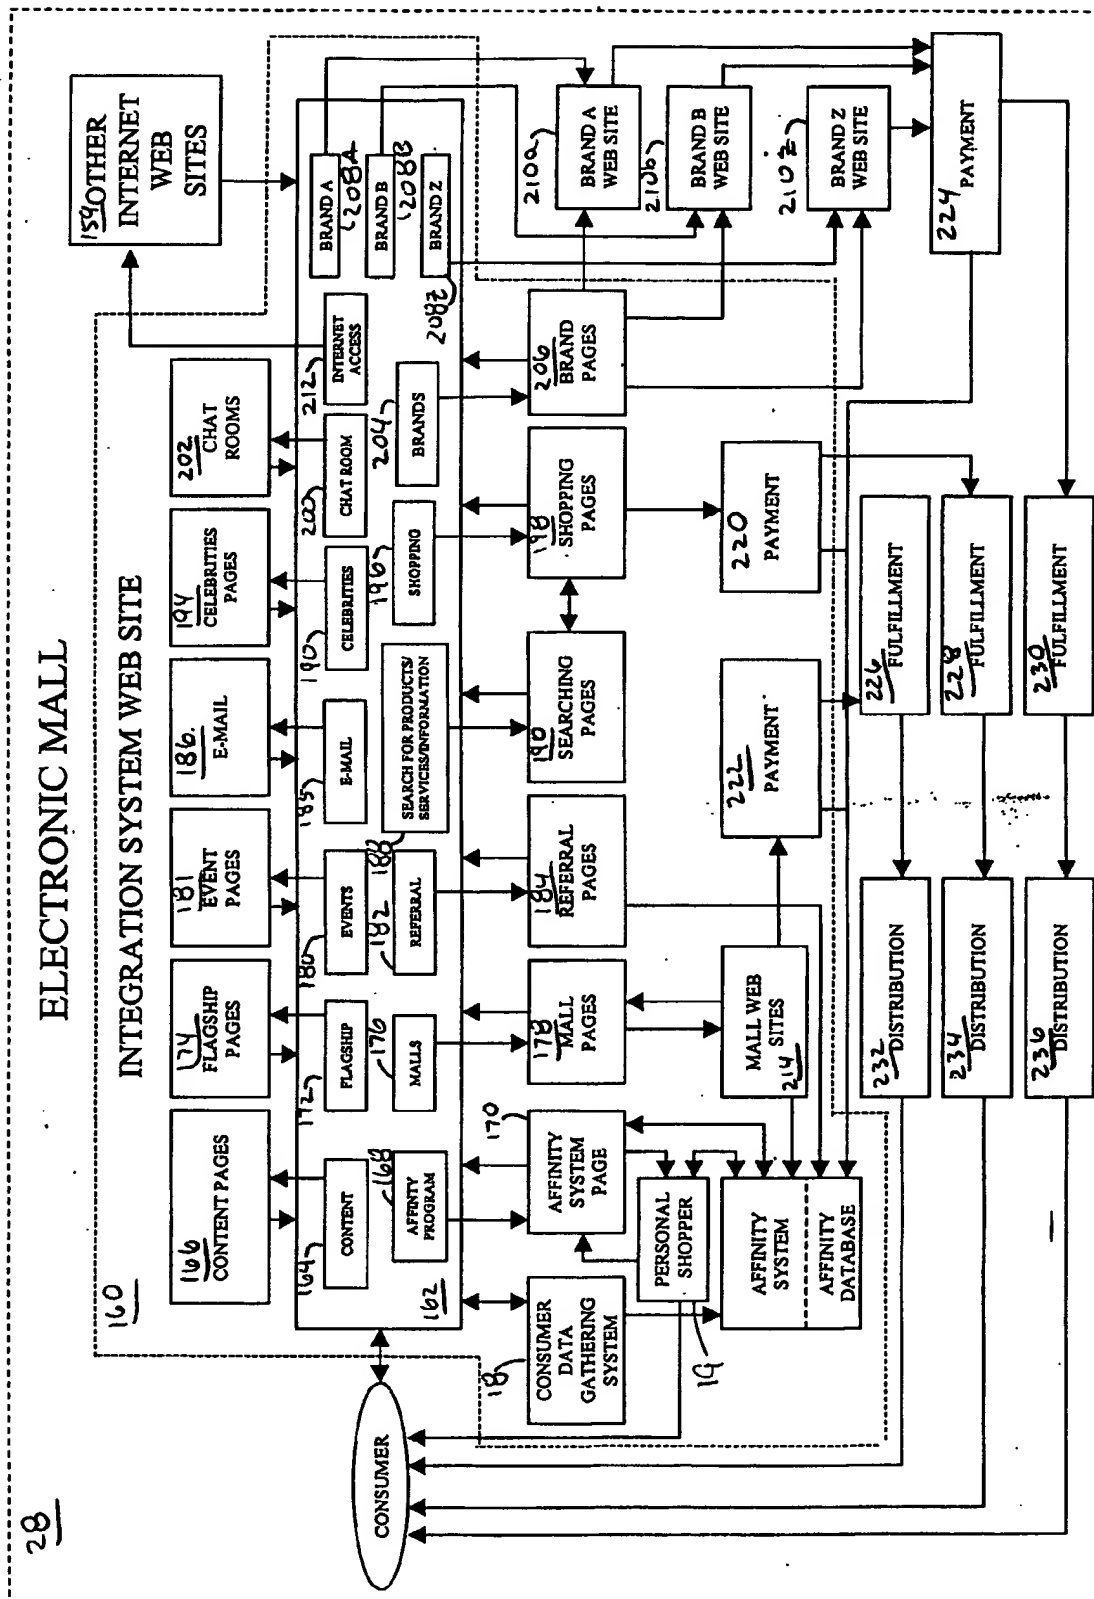 28
ELECTRONIC MALL
160
INTEGRATION SYSTEM WEB SITE
154 OTHER
INTERNET
WEB
SITES
166
CONTENT PAGES
174
FLAGSHIP
PAGES
181
EVENT
PAGES
186.
E-MAIL
194
CELEBRITIES
PAGES
202
CHAT
ROOMS
CONSUMER
162
164
CONTENT
172
FLAGSHIP
180
EVENTS
185
E-MAIL
190
CELEBRITIES
200
CHAT ROOM
212
INTERNET
ACCESS
BRAND A
208A
BRAND B
208B
BRAND Z
208Z
168
AFFINITY
PROGRAM
176
MALLS
182
REFERRAL
188
SEARCH FOR PRODUCTS/
SERVICES/INFORMATION
196
SHOPPING
204
BRANDS
18
CONSUMER
DATA
GATHERING
SYSTEM
170
AFFINITY
SYSTEM
PAGE
178
MALL
PAGES
184
REFERRAL
PAGES
190
SEARCHING
PAGES
198
SHOPPING
PAGES
206
BRAND
PAGES
210a
BRAND A
WEB SITE
210b
BRAND B
WEB SITE
210z
BRAND Z
WEB SITE
19
PERSONAL
SHOPPER
AFFINITY
SYSTEM
AFFINITY
DATABASE
MALL WEB
SITES
214
222
PAYMENT
220
PAYMENT
224
PAYMENT
232
DISTRIBUTION
226
FULFILLMENT
234
DISTRIBUTION
228
FULFILLMENT
236
DISTRIBUTION
230
FULFILLMENT